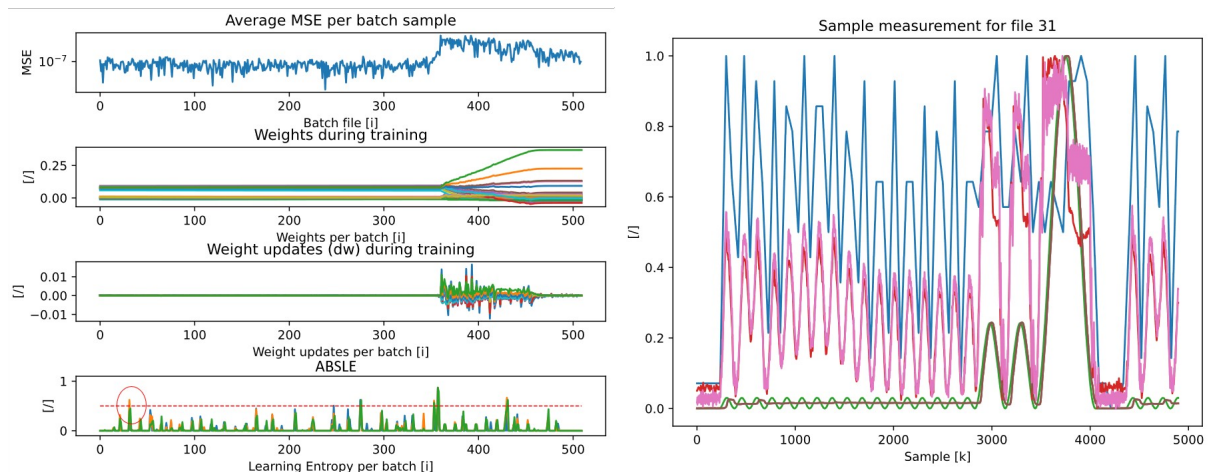 Average MSE per batch sample
MSE
10⁻⁷
0 100 200 300 400 500
Batch file [i]
Weights during training
[/]
0.25
0.00
0 100 200 300 400 500
Weights per batch [i]
Weight updates (dw) during training
[/]
0.01
0.00
−0.01
0 100 200 300 400 500
Weight updates per batch [i]
ABSLE
[/]
1
0
0 100 200 300 400 500
Learning Entropy per batch [i]
Sample measurement for file 31
[/]
1.0
0.8
0.6
0.4
0.2
0.0
0 1000 2000 3000 4000 5000
Sample [k]